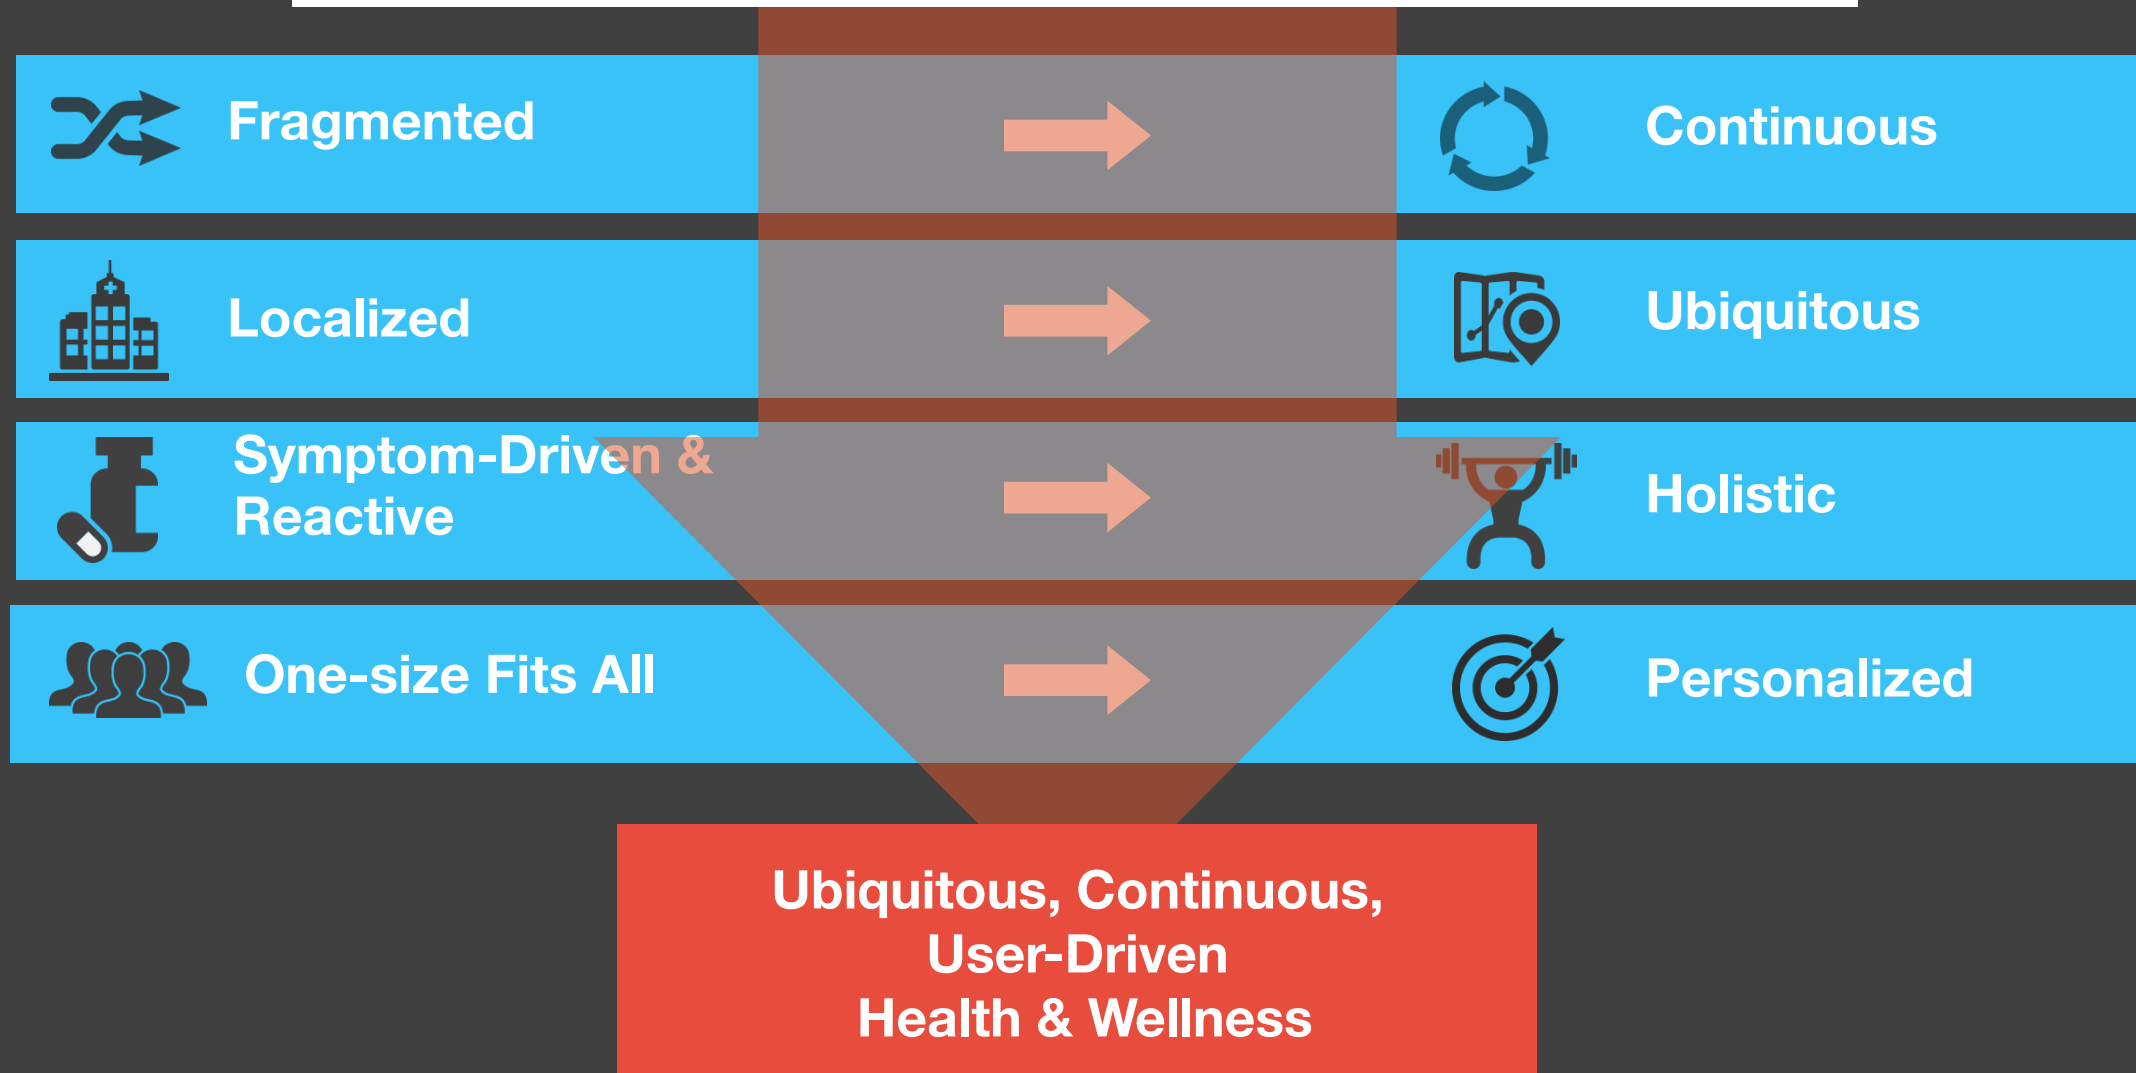 Fragmented
Continuous
Localized
Ubiquitous
Symptom-Driven &
Reactive
Holistic
One-size Fits All
Personalized
Ubiquitous, Continuous,
User-Driven
Health & Wellness